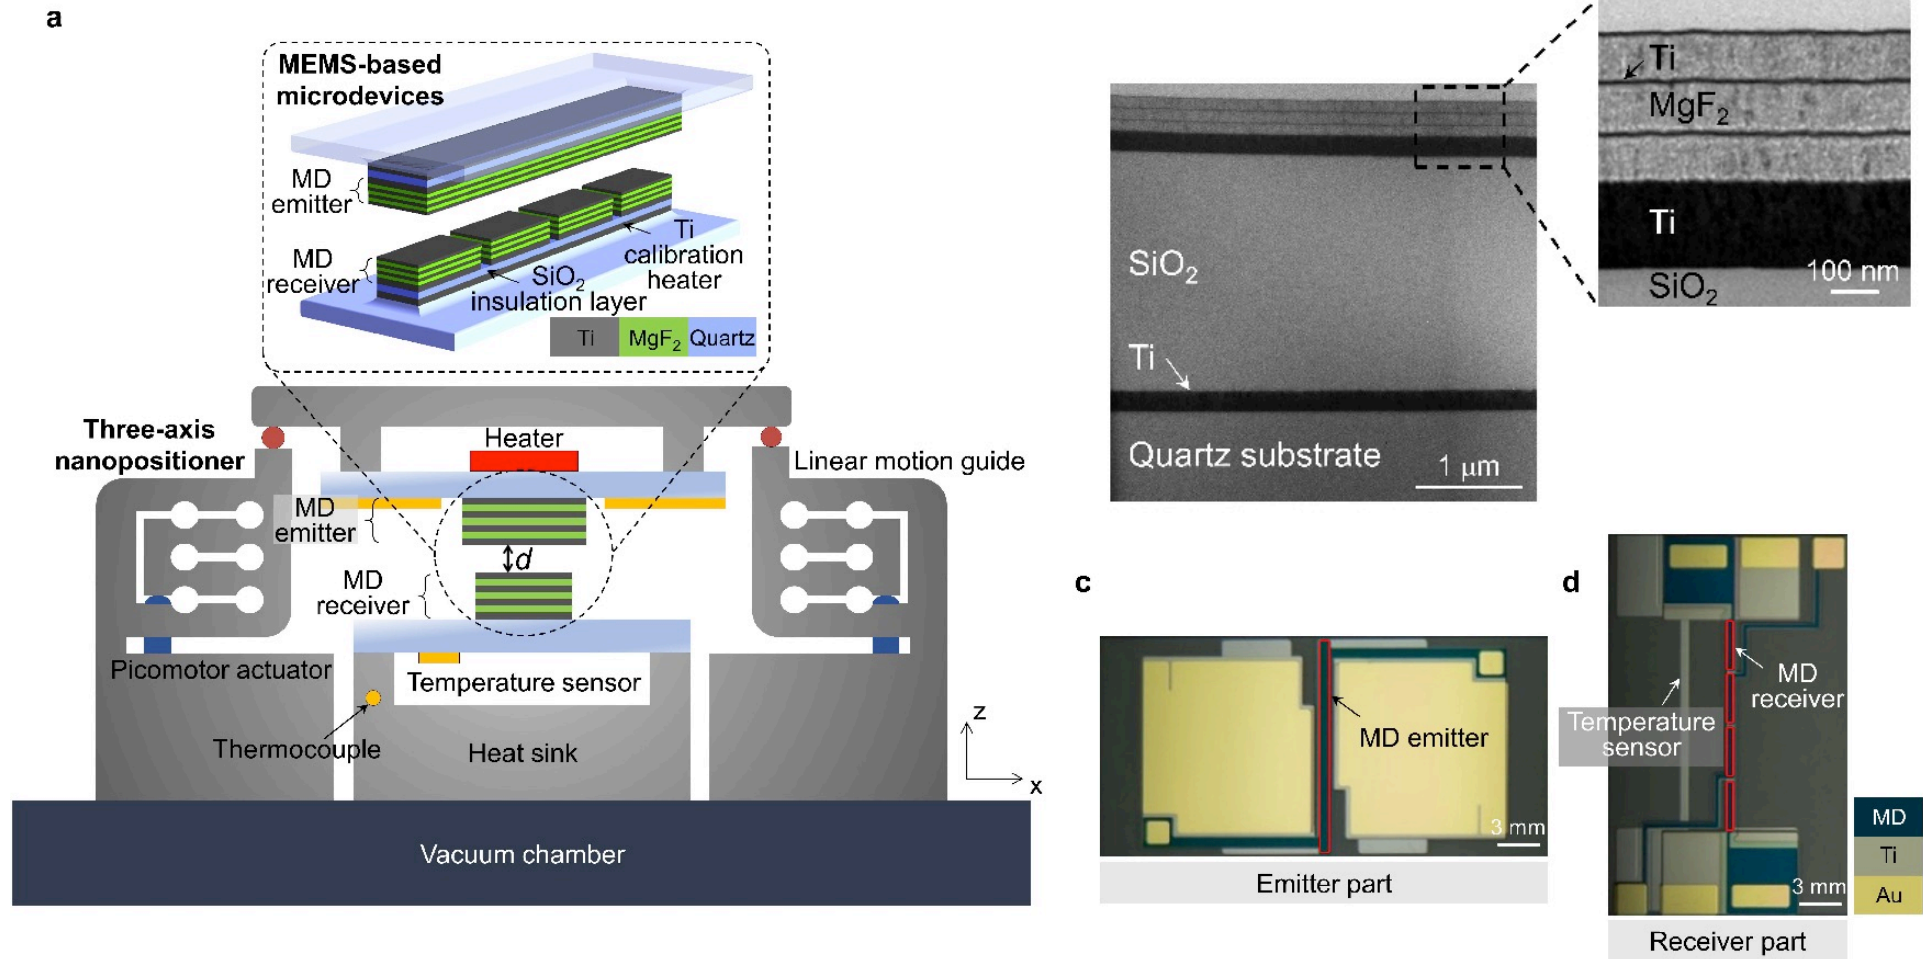 a
MEMS-based
microdevices
MD
emitter
MD
receiver
Ti
calibration
heater
SiO₂
insulation layer
Ti
MgF₂
Quartz
Three-axis
nanopositioner
Heater
Linear motion guide
MD
emitter
d
MD
receiver
Picomotor actuator
Temperature sensor
Thermocouple
Heat sink
z
x
Vacuum chamber
SiO₂
Ti
Quartz substrate
1 μm
Ti
MgF₂
Ti
100 nm
SiO₂
c
MD emitter
3 mm
Emitter part
d
MD
receiver
Temperature
sensor
3 mm
MD
Ti
Au
Receiver part